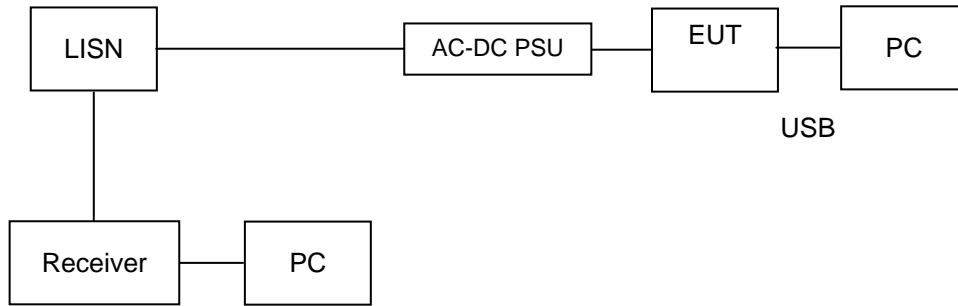 LISN
AC-DC PSU
EUT
PC
USB
Receiver
PC